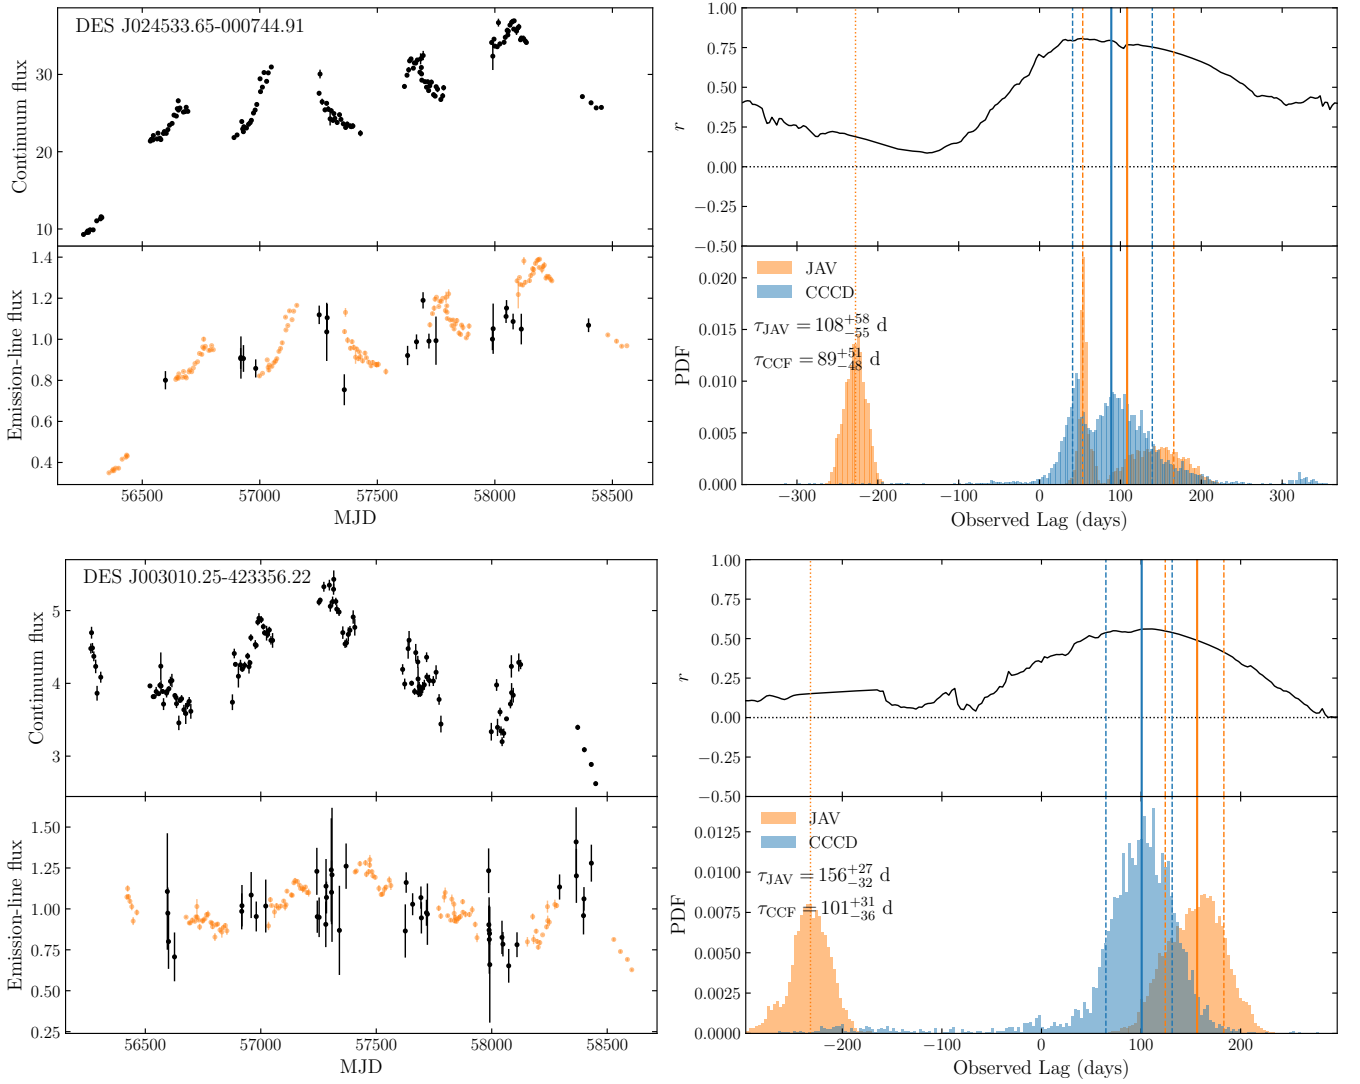 DES J024533.65-000744.91
Continuum flux
30
20
10
Emission-line flux
1.4
1.2
1.0
0.8
0.6
0.4
56500 57000 57500 58000 58500
MJD
r
1.00
0.75
0.50
0.25
0.00
−0.25
−0.50
JAV
CCCD
τJAV = 108+58−55 d
τCCF = 89+51−48 d
PDF
0.020
0.015
0.010
0.005
0.000
−300 −200 −100 0 100 200 300
Observed Lag (days)
DES J003010.25-423356.22
Continuum flux
5
4
3
Emission-line flux
1.50
1.25
1.00
0.75
0.50
0.25
56500 57000 57500 58000 58500
MJD
r
1.00
0.75
0.50
0.25
0.00
−0.25
−0.50
JAV
CCCD
τJAV = 156+27−32 d
τCCF = 101+31−36 d
PDF
0.0125
0.0100
0.0075
0.0050
0.0025
0.0000
−200 −100 0 100 200
Observed Lag (days)